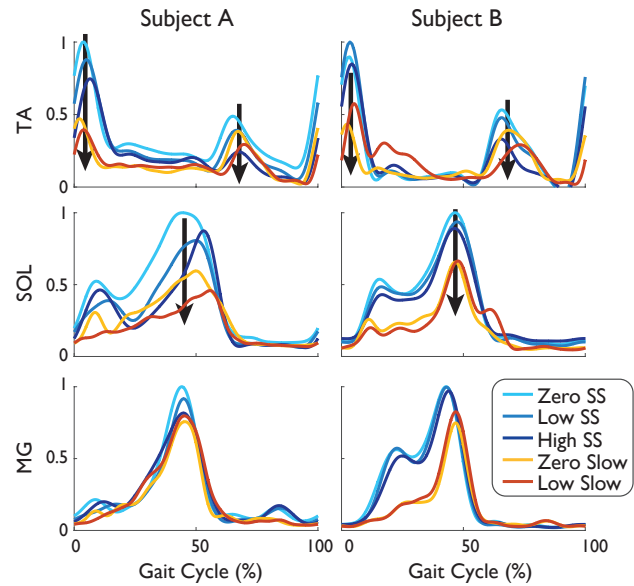 Subject A Subject B
1
0.5
0
TA
1
0.5
0
SOL
1
0.5
0
MG
0 50 100
0 50 100
Gait Cycle (%) Gait Cycle (%)
Zero SS
Low SS
High SS
Zero Slow
Low Slow